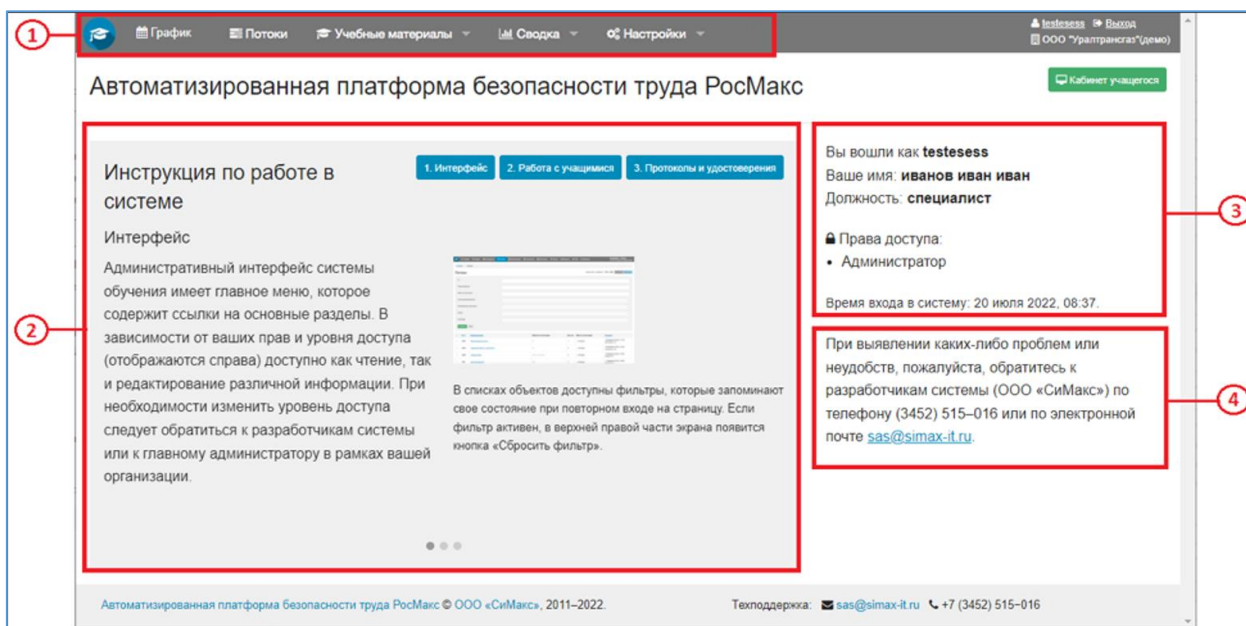 1
График Потоки Учебные материалы Сводка Настройки
testesess Выход
ООО "Уралтрансгаз"(демо)
Автоматизированная платформа безопасности труда РосМакс
Кабинет учащегося
2
Инструкция по работе в
системе
1. Интерфейс 2. Работа с учащимися 3. Протоколы и удостоверения
Интерфейс
Административный интерфейс системы
обучения имеет главное меню, которое
содержит ссылки на основные разделы. В
зависимости от ваших прав и уровня доступа
(отображаются справа) доступно как чтение, так
и редактирование различной информации. При
необходимости изменить уровень доступа
следует обратиться к разработчикам системы
или к главному администратору в рамках вашей
организации.
В списках объектов доступны фильтры, которые запоминают
свое состояние при повторном входе на страницу. Если
фильтр активен, в верхней правой части экрана появится
кнопка «Сбросить фильтр».
Вы вошли как testesess
Ваше имя: иванов иван иван
Должность: специалист
Права доступа:
• Администратор
Время входа в систему: 20 июля 2022, 08:37.
3
При выявлении каких-либо проблем или
неудобств, пожалуйста, обратитесь к
разработчикам системы (ООО «СиМакс») по
телефону (3452) 515–016 или по электронной
почте sas@simax-it.ru.
4
Автоматизированная платформа безопасности труда РосМакс © ООО «СиМакс», 2011–2022.
Техподдержка: sas@simax-it.ru +7 (3452) 515–016